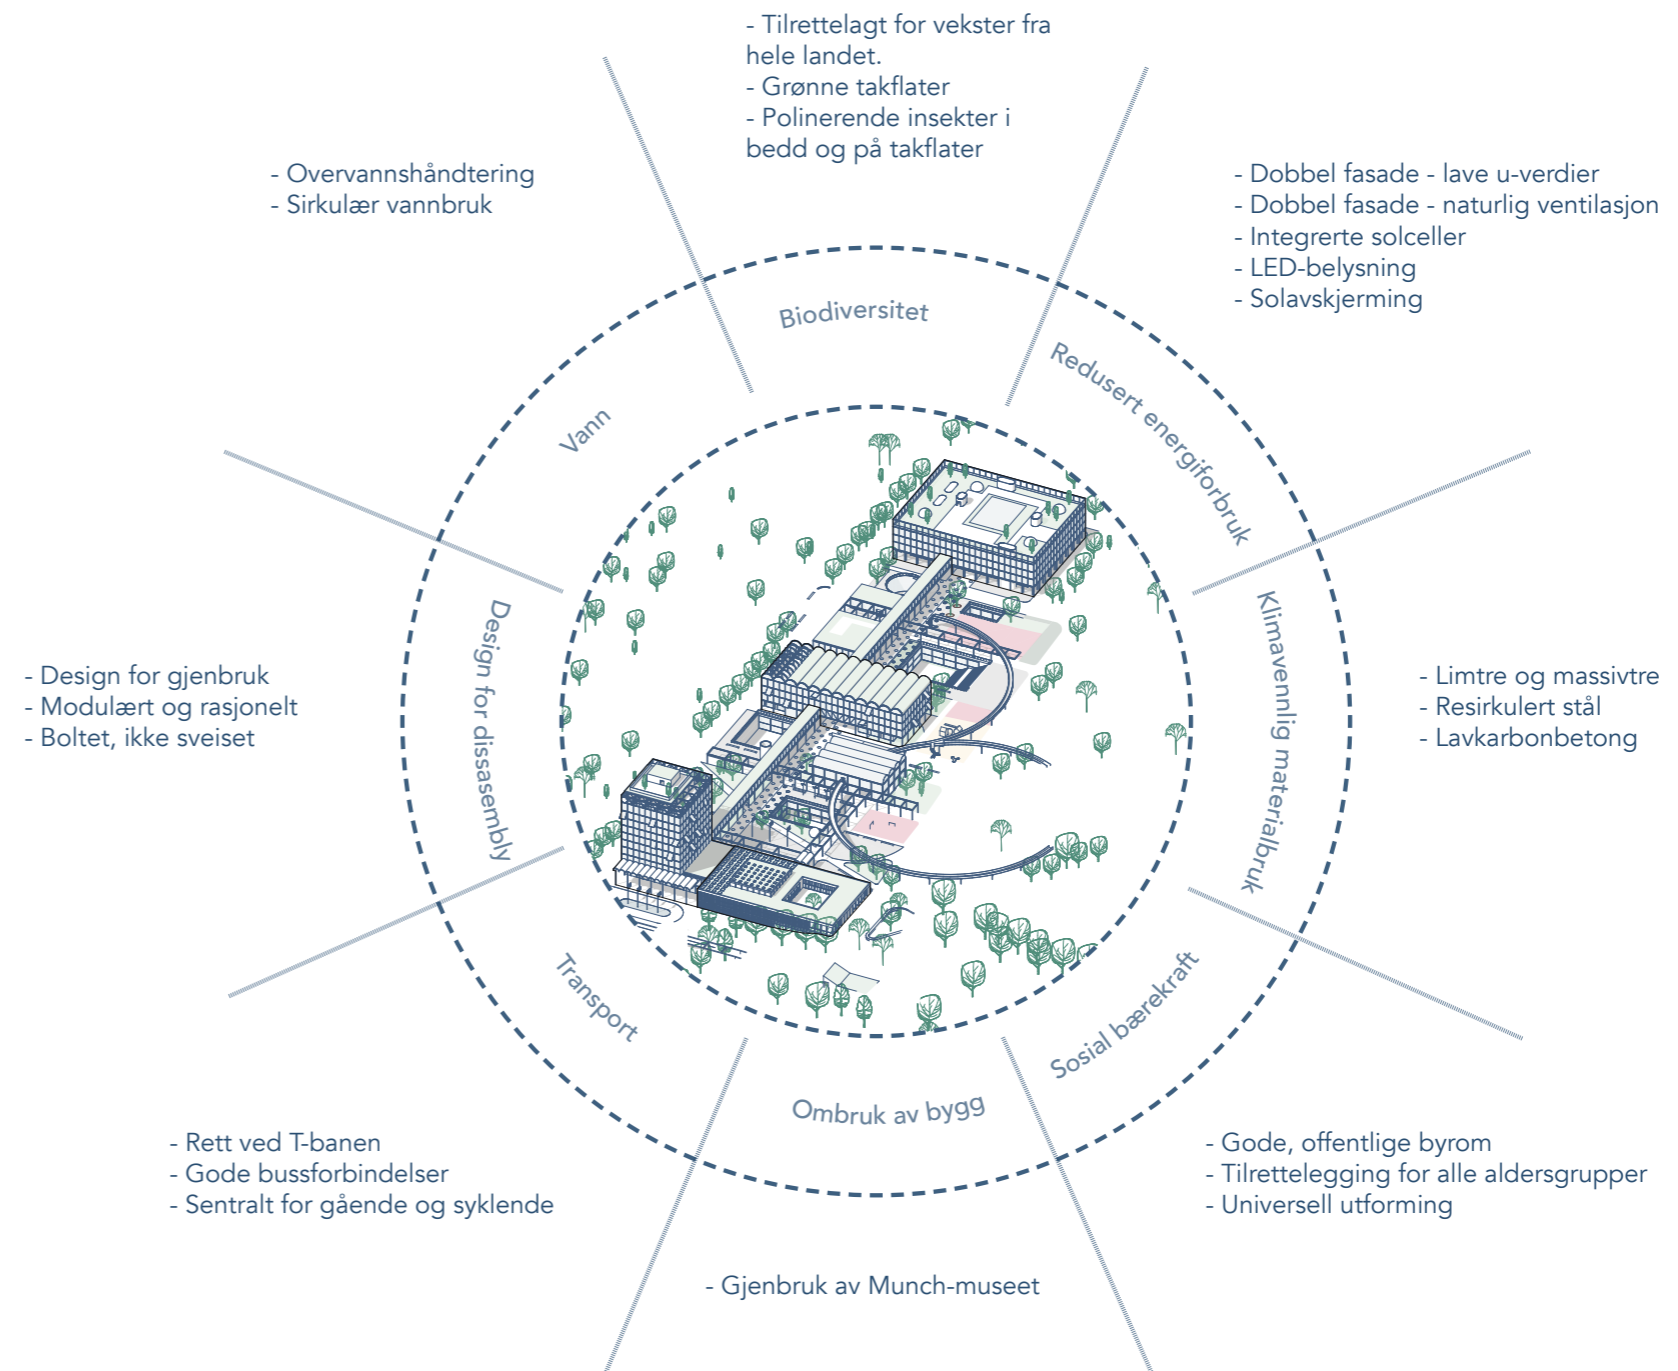 - Tilrettelagt for vekster fra
hele landet.
- Grønne takflater
- Polinerende insekter i
bedd og på takflater
- Overvannshåndtering
- Sirkulær vannbruk
- Dobbel fasade - lave u-verdier
- Dobbel fasade - naturlig ventilasjon
- Integrerte solceller
- LED-belysning
- Solavskjerming
Biodiversitet
Redusert energiforbruk
Vann
Design for dissasembly
Klimavennlig materialbruk
- Design for gjenbruk
- Modulært og rasjonelt
- Boltet, ikke sveiset
- Limtre og massivtre
- Resirkulert stål
- Lavkarbonbetong
Transport
Sosial bærekraft
Ombruk av bygg
- Rett ved T-banen
- Gode bussforbindelser
- Sentralt for gående og syklende
- Gode, offentlige byrom
- Tilrettelegging for alle aldersgrupper
- Universell utforming
- Gjenbruk av Munch-museet